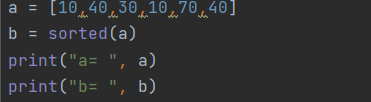 a = [10,40,30,10,70,40]
b = sorted(a)
print("a= ", a)
print("b= ", b)